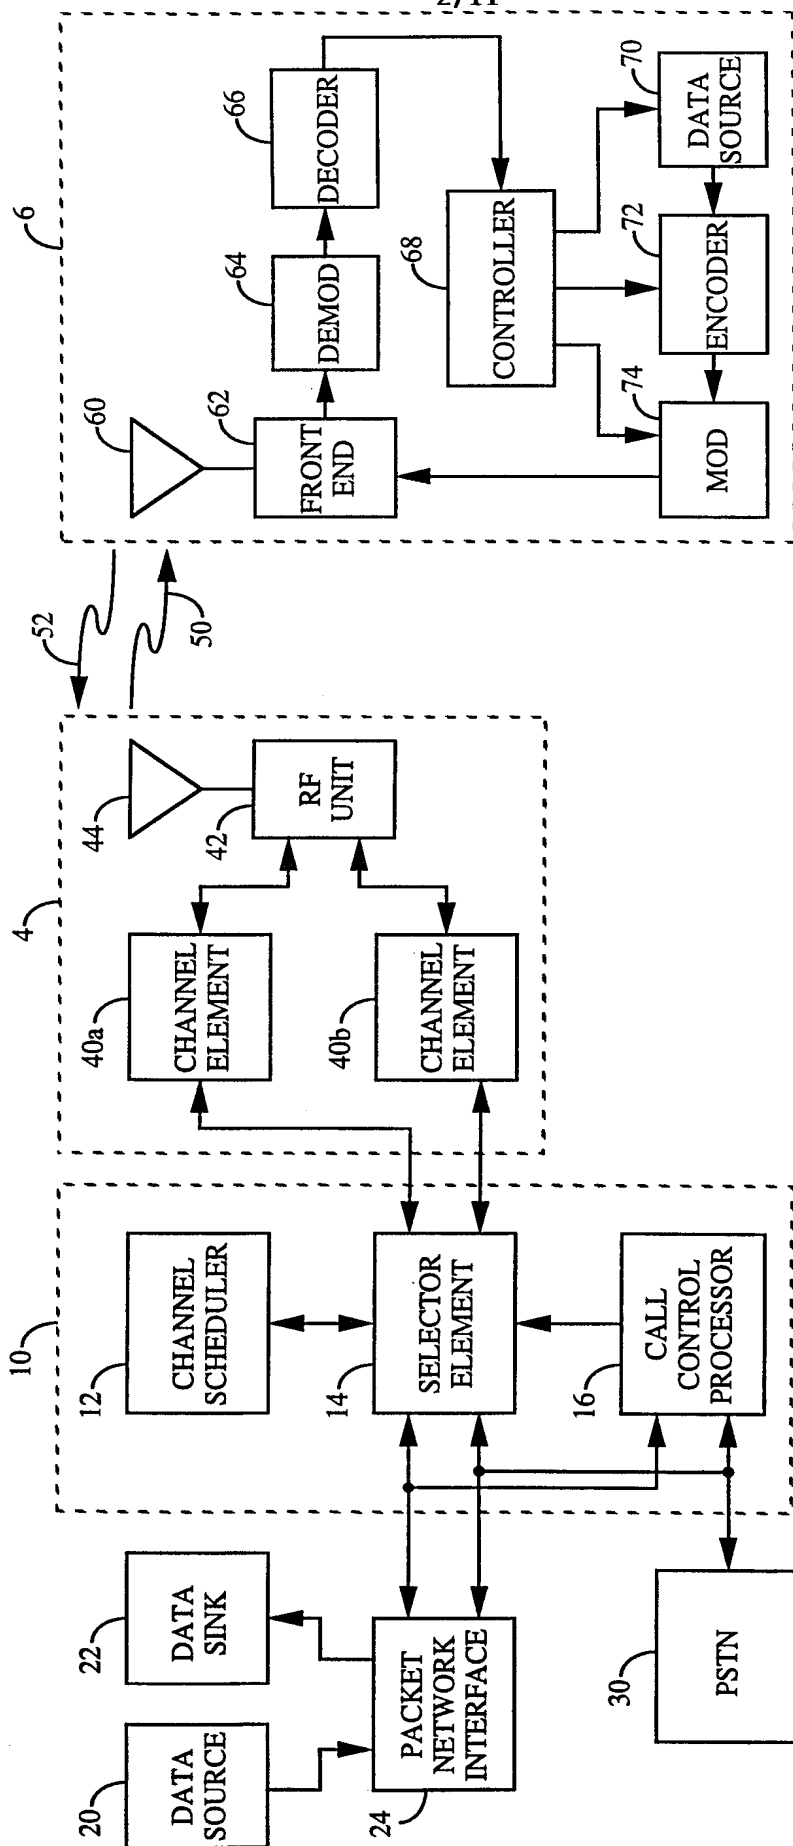 2/11
6
60
62
FRONT
END
64
DEMOD
66
DECODER
68
CONTROLLER
70
DATA
SOURCE
72
ENCODER
74
MOD
52
50
4
44
42
RF
UNIT
40a
CHANNEL
ELEMENT
40b
CHANNEL
ELEMENT
10
12
CHANNEL
SCHEDULER
14
SELECTOR
ELEMENT
16
CALL
CONTROL
PROCESSOR
20
DATA
SOURCE
22
DATA
SINK
24
PACKET
NETWORK
INTERFACE
30
PSTN